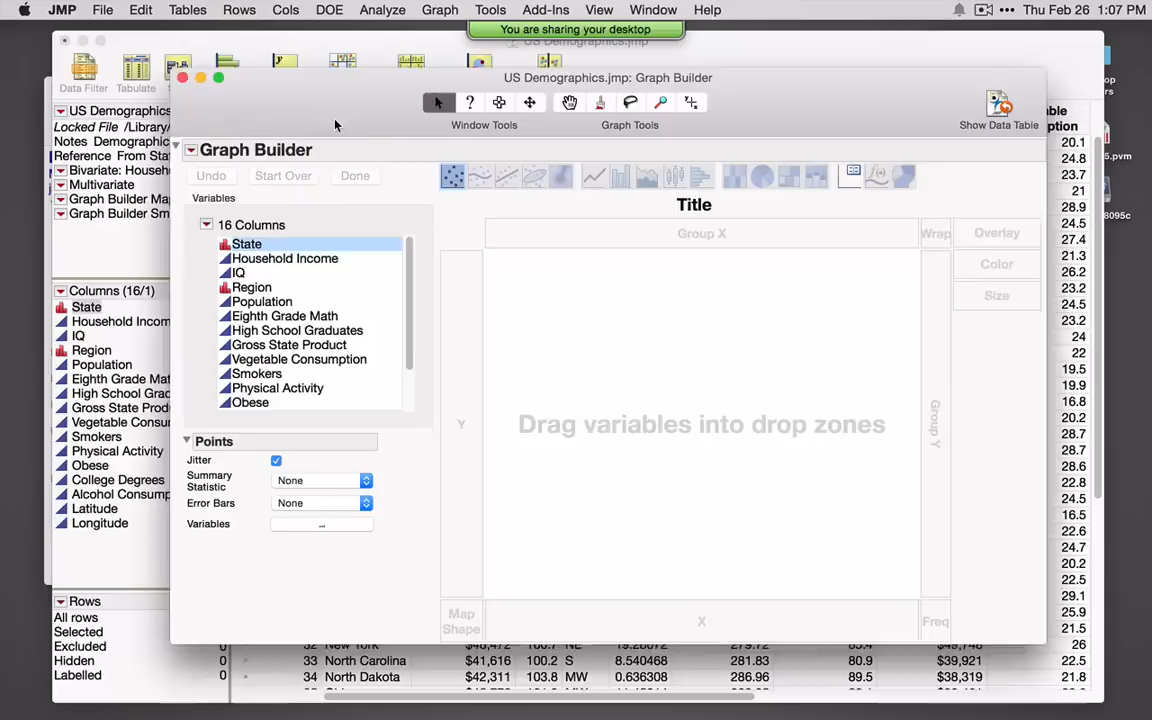 JMP File Edit Tables Rows Cols DOE Analyze Graph Tools Add-Ins View Window Help Thu Feb 26 1:07 PM
You are sharing your desktop
US Demographics.jmp
US Demographics.jmp: Graph Builder
Data Filter Tabulate
Window Tools Graph Tools Show Data Table
US Demographics
Locked File /Library/
Notes Demographic
Reference From Sta
Bivariate: Househo
Multivariate
Graph Builder Ma
Graph Builder Sm
Graph Builder
Undo Start Over Done
Variables
16 Columns
State
Household Income
IQ
Region
Population
Eighth Grade Math
High School Graduates
Gross State Product
Vegetable Consumption
Smokers
Physical Activity
Obese
Title
Group X Wrap Overlay
Color
Size
Y
Drag variables into drop zones
Group Y
Map Shape X Freq
Points
Jitter
Summary
Statistic None
Error Bars None
Variables ...
Columns (16/1)
State
Household Incom
IQ
Region
Population
Eighth Grade Mat
High School Grad
Gross State Prod
Vegetable Consu
Smokers
Physical Activity
Obese
College Degrees
Alcohol Consump
Latitude
Longitude
Rows
All rows
Selected 0
Excluded 0
Hidden 0
Labelled 0
20.1
24.8
23.7
21
28.9
24.5
27.4
21.3
26.2
23.2
24.5
23.2
24
22
19.5
19.9
16.8
20.2
28.7
28.7
28.6
22.8
24.5
16.5
22.6
24.7
20.2
22.5
29.1
25.9
21.5
26
33 North Carolina $41,616 100.2 S 8.540468 281.83 80.9 $39,921 22.5
34 North Dakota $42,311 103.8 MW 0.636308 286.96 89.5 $38,319 21.8